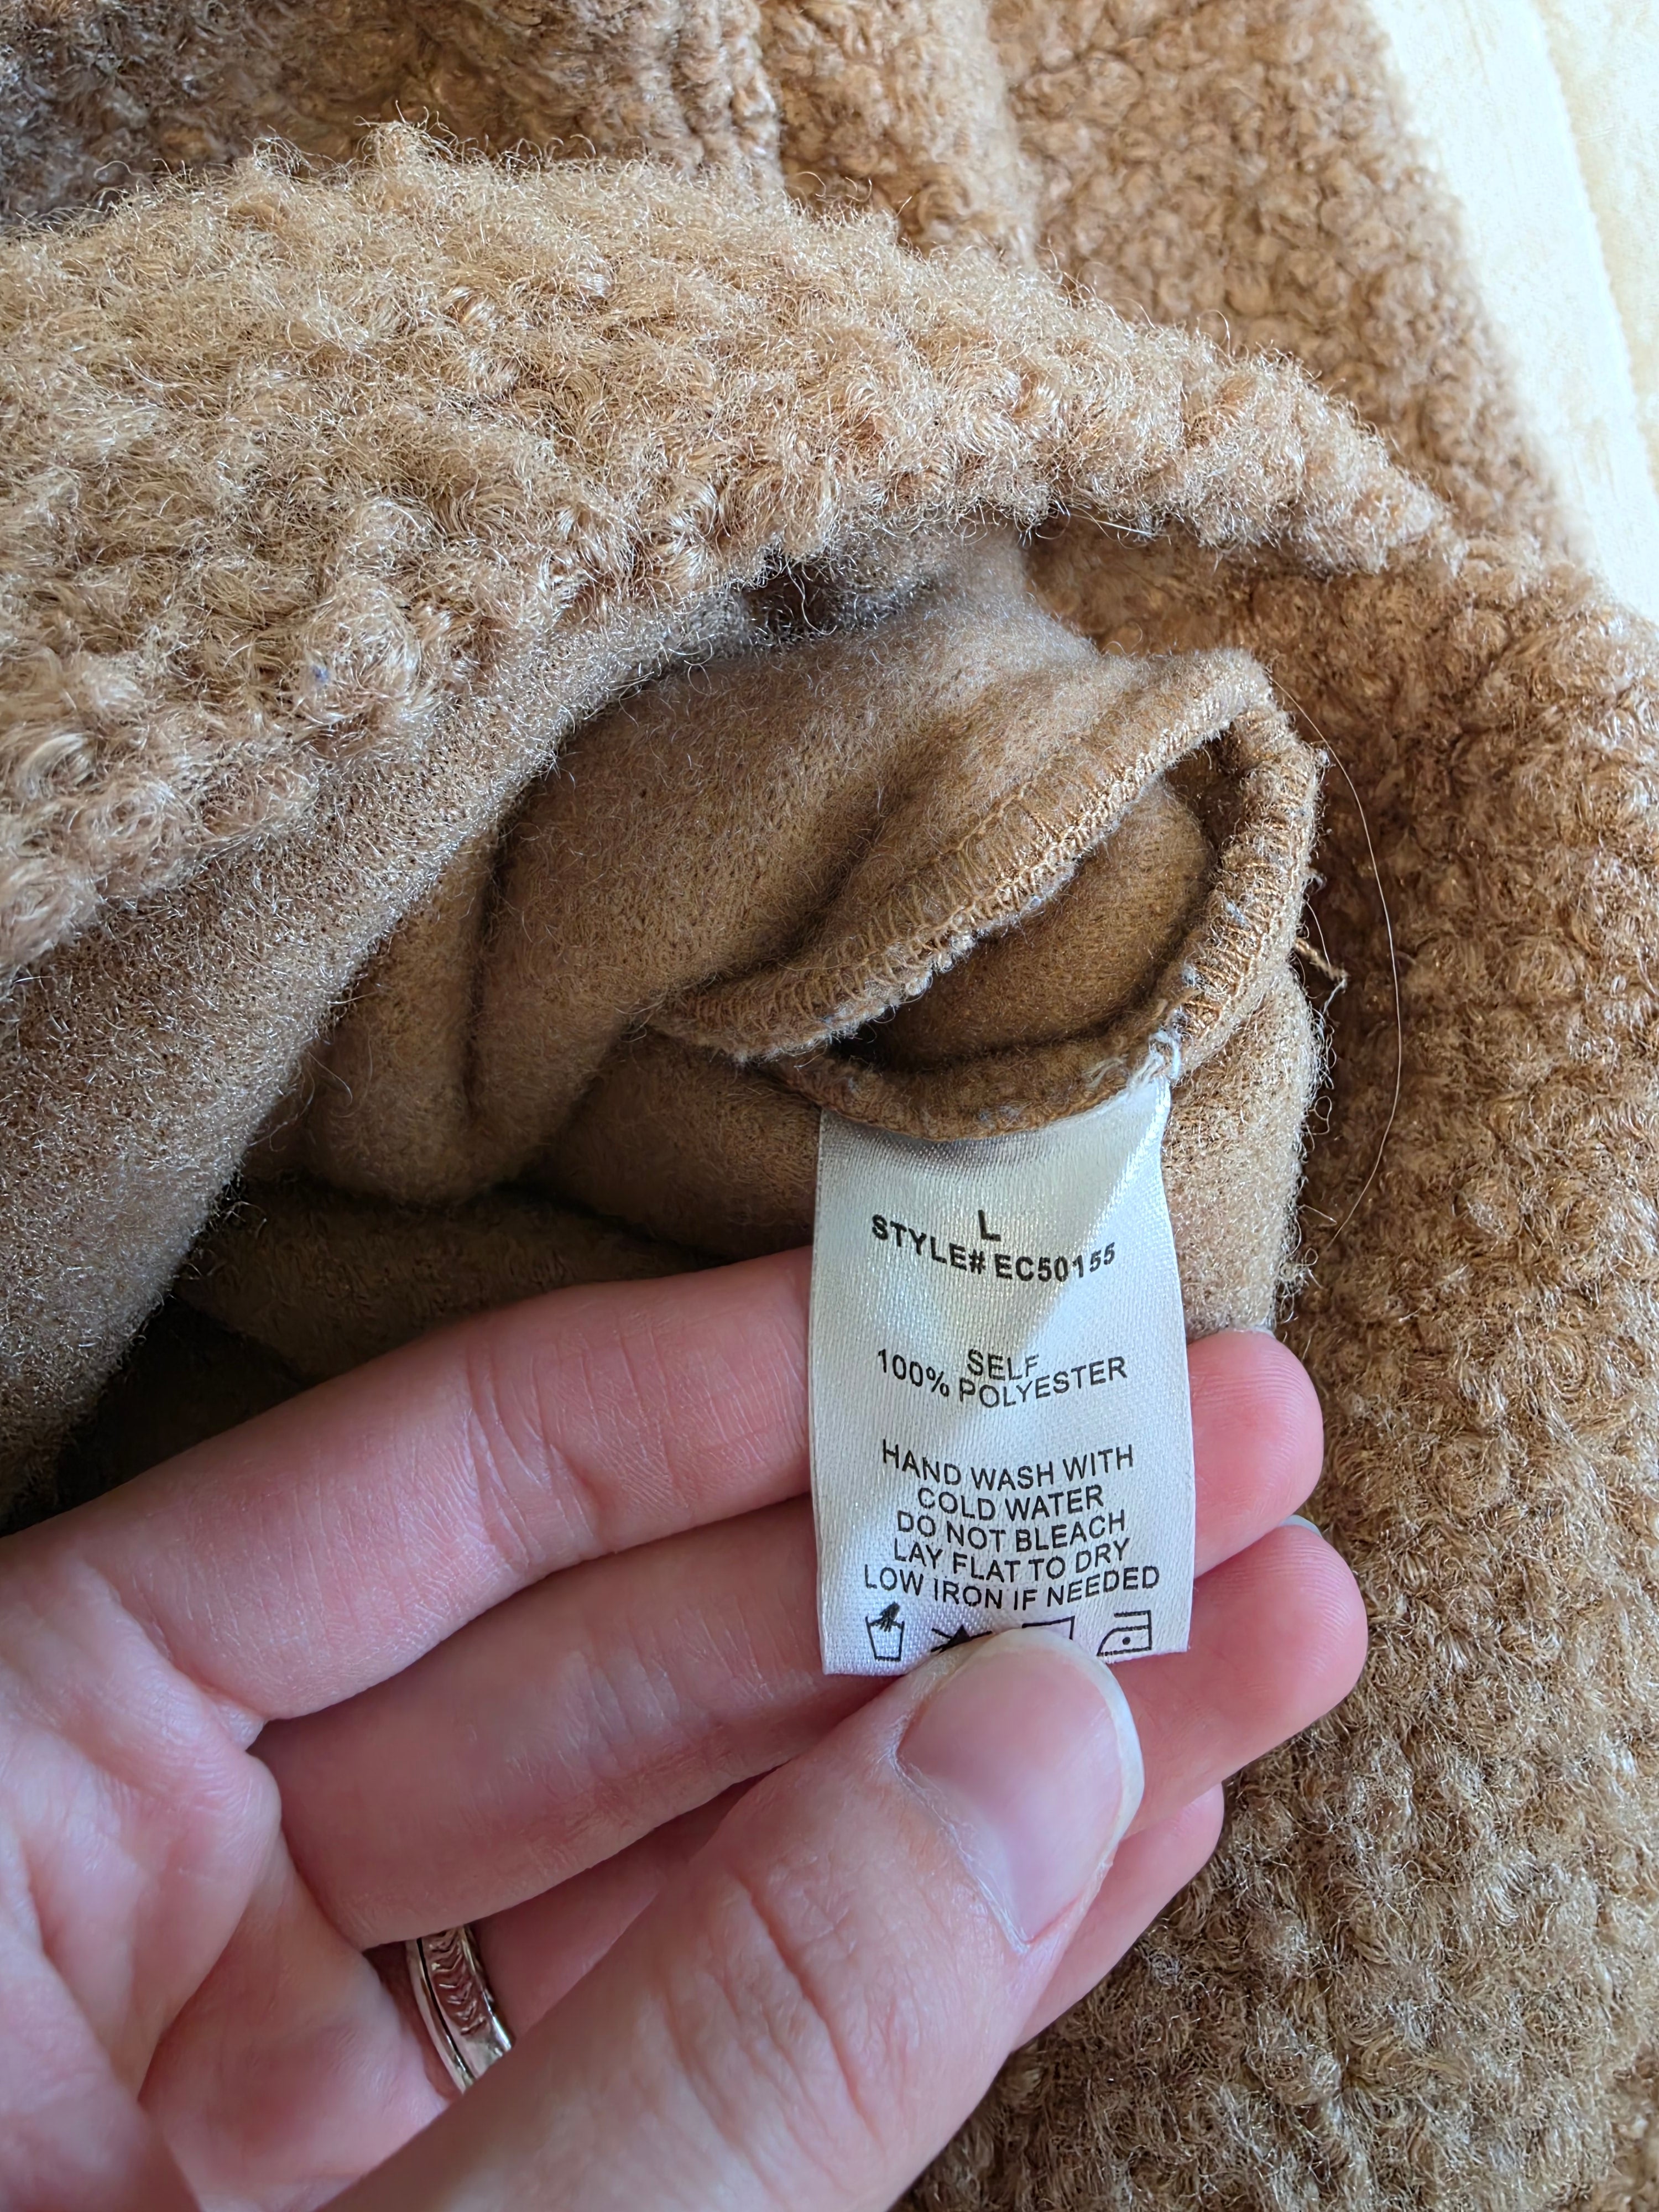 L
STYLE# EC50155
SELF
100% POLYESTER
HAND WASH WITH
COLD WATER
DO NOT BLEACH
LAY FLAT TO DRY
LOW IRON IF NEEDED